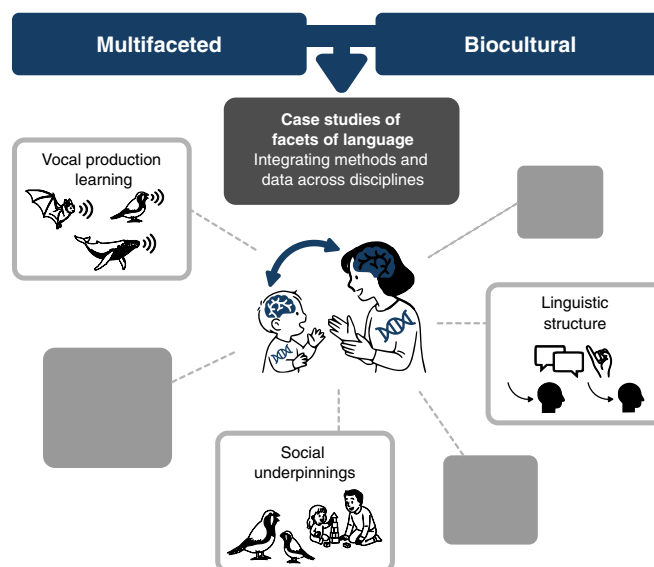 Multifaceted
Biocultural
Case studies of
facets of language
Integrating methods and
data across disciplines
Vocal production
learning
Linguistic
structure
Social
underpinnings